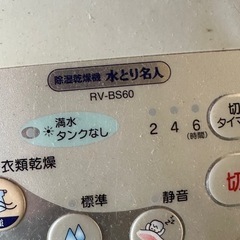 除湿乾燥機 水とり名人
RV-BS60
満水
タンクなし
2 4 6(時間)
切
タイマ
衣類乾燥
標準
静音
切